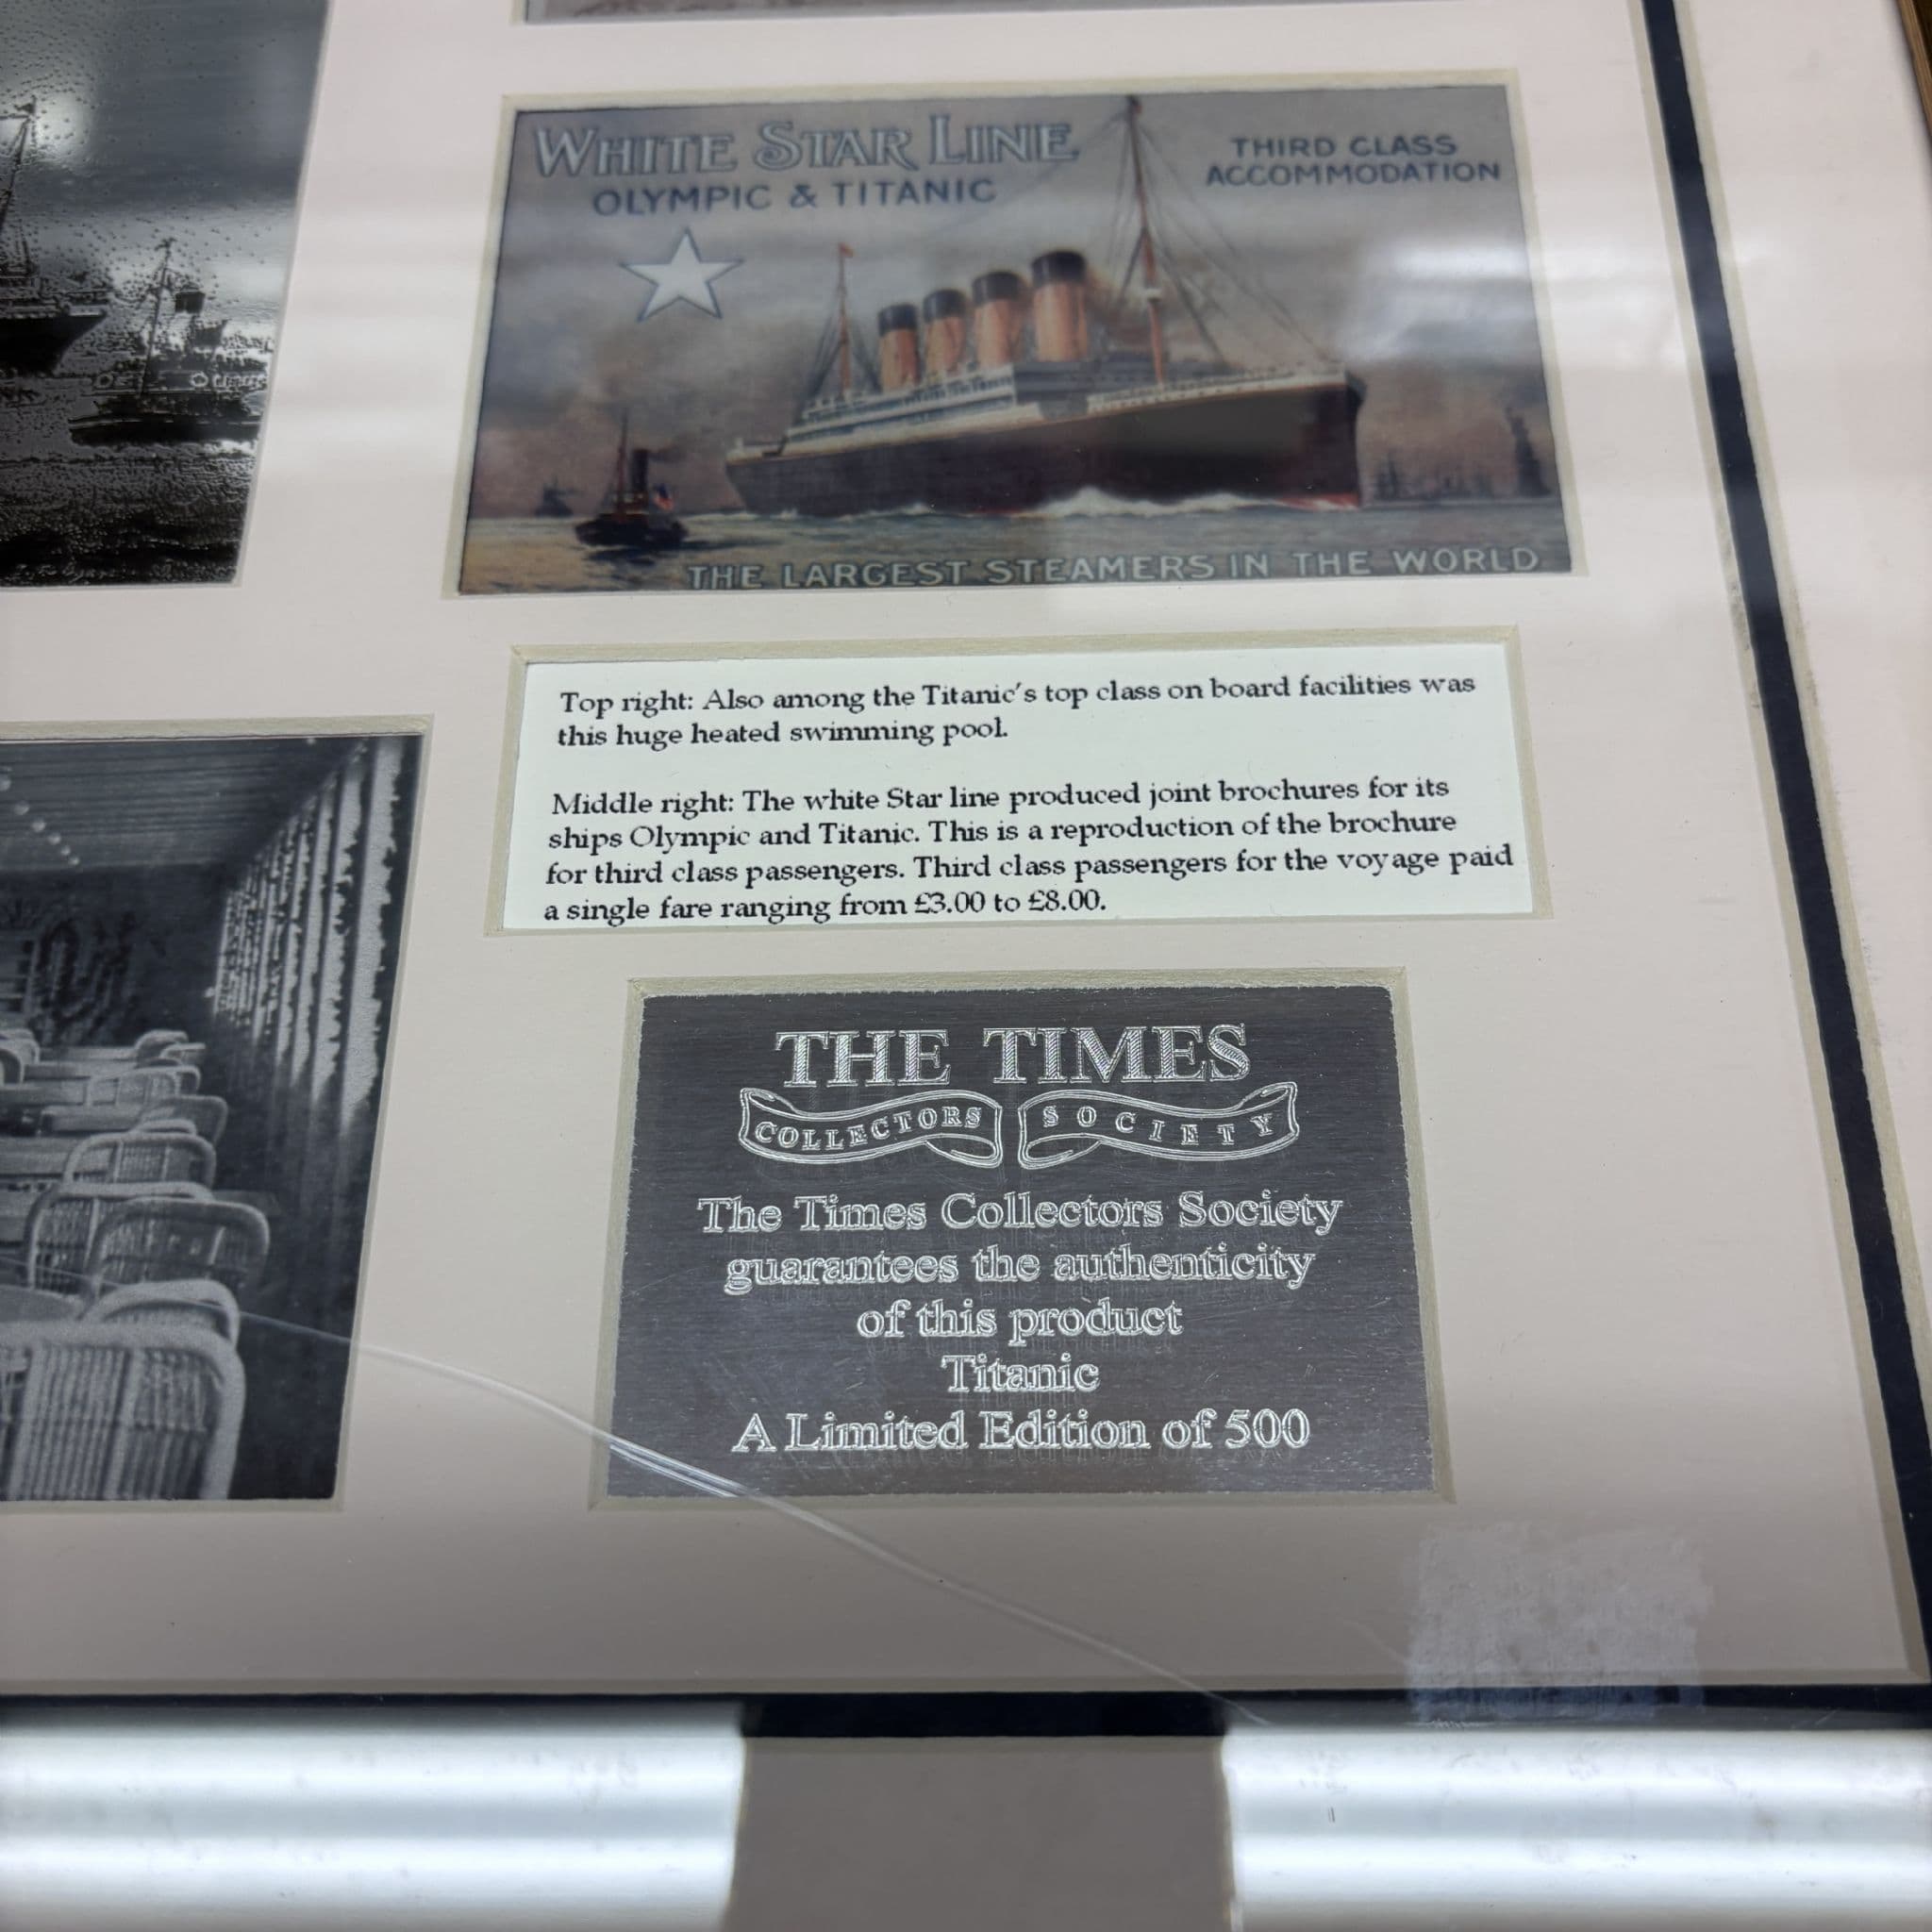 WHITE STAR LINE
OLYMPIC & TITANIC
THIRD CLASS
ACCOMMODATION
THE LARGEST STEAMERS IN THE WORLD
Top right: Also among the Titanic's top class on board facilities was
this huge heated swimming pool.
Middle right: The white Star line produced joint brochures for its
ships Olympic and Titanic. This is a reproduction of the brochure
for third class passengers. Third class passengers for the voyage paid
a single fare ranging from £3.00 to £8.00.
THE TIMES
COLLECTORS SOCIETY
The Times Collectors Society
guarantees the authenticity
of this product
Titanic
A Limited Edition of 500